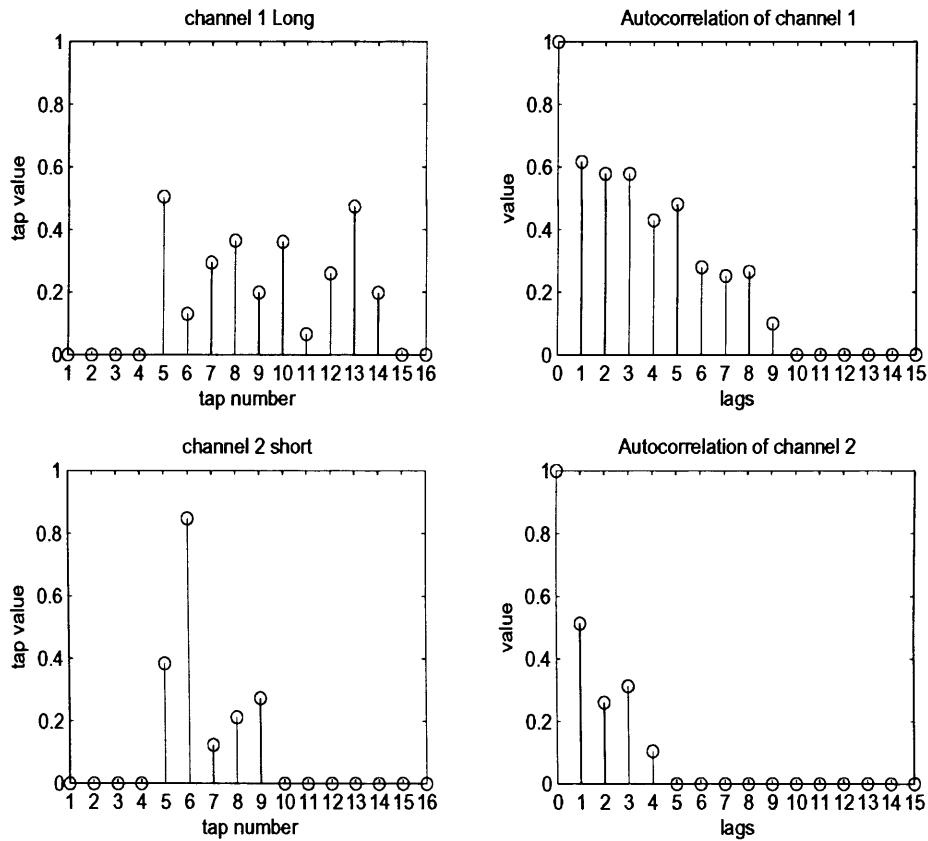 channel 1 Long
1
0.8
0.6
0.4
0.2
0
tap value
1 2 3 4 5 6 7 8 9 10 11 12 13 14 15 16
tap number
Autocorrelation of channel 1
1
0.8
0.6
0.4
0.2
0
value
0 1 2 3 4 5 6 7 8 9 10 11 12 13 14 15
lags
channel 2 short
1
0.8
0.6
0.4
0.2
0
tap value
1 2 3 4 5 6 7 8 9 10 11 12 13 14 15 16
tap number
Autocorrelation of channel 2
1
0.8
0.6
0.4
0.2
0
value
0 1 2 3 4 5 6 7 8 9 10 11 12 13 14 15
lags